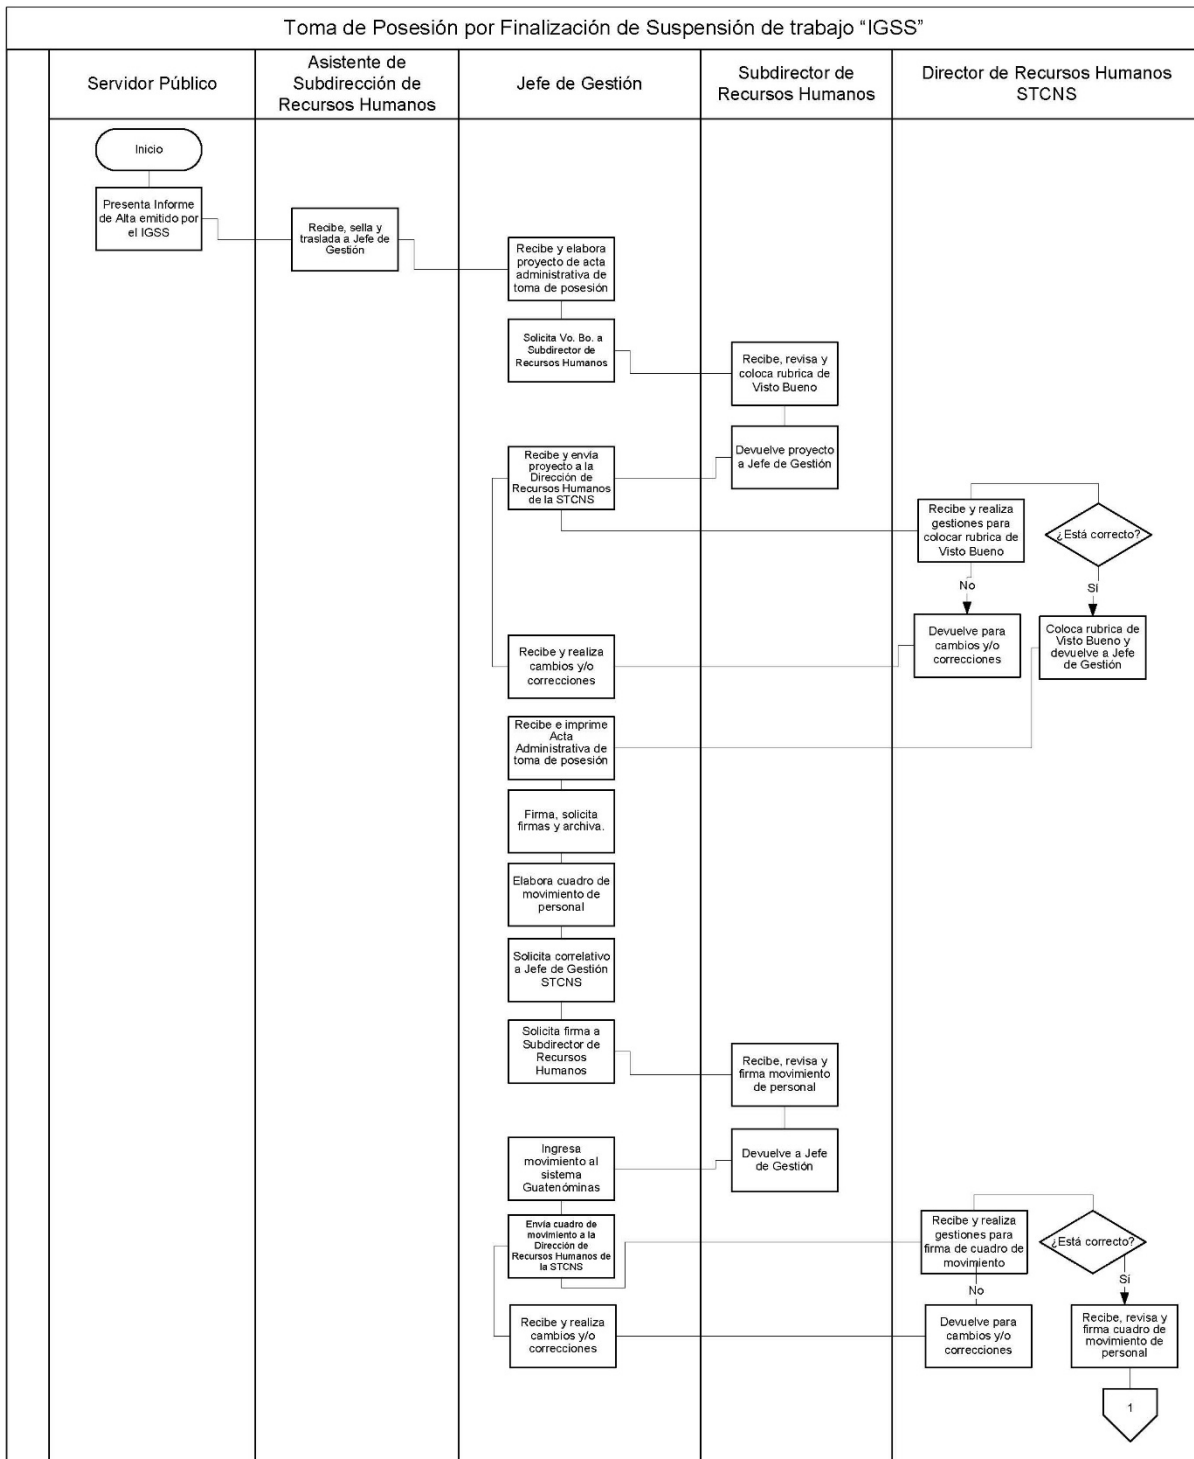 Toma de Posesión por Finalización de Suspensión de trabajo “IGSS”
Servidor Público
Asistente de
Subdirección de
Recursos Humanos
Jefe de Gestión
Subdirector de
Recursos Humanos
Director de Recursos Humanos
STCNS
Inicio
Presenta Informe
de Alta emitido por
el IGSS
Recibe, sella y
traslada a Jefe de
Gestión
Recibe y elabora
proyecto de acta
administrativa de
toma de posesión
Solicita Vo. Bo. a
Subdirector de
Recursos Humanos
Recibe, revisa y
coloca rubrica de
Visto Bueno
Devuelve proyecto
a Jefe de Gestión
Recibe y envía
proyecto a la
Dirección de
Recursos Humanos
de la STCNS
Recibe y realiza
gestiones para
colocar rubrica de
Visto Bueno
¿Está correcto?
No
Si
Devuelve para
cambios y/o
correcciones
Coloca rubrica de
Visto Bueno y
devuelve a Jefe
de Gestión
Recibe y realiza
cambios y/o
correcciones
Recibe e imprime
Acta
Administrativa de
toma de posesión
Firma, solicita
firmas y archiva.
Elabora cuadro de
movimiento de
personal
Solicita correlativo
a Jefe de Gestión
STCNS
Solicita firma a
Subdirector de
Recursos
Humanos
Recibe, revisa y
firma movimiento
de personal
Devuelve a Jefe
de Gestión
Ingresa
movimiento al
sistema
Guatenóminas
Envía cuadro de
movimiento a la
Dirección de
Recursos Humanos de
la STCNS
Recibe y realiza
gestiones para
firma de cuadro de
movimiento
¿Está correcto?
No
Si
Recibe y realiza
cambios y/o
correcciones
Devuelve para
cambios y/o
correcciones
Recibe, revisa y
firma cuadro de
movimiento de
personal
1